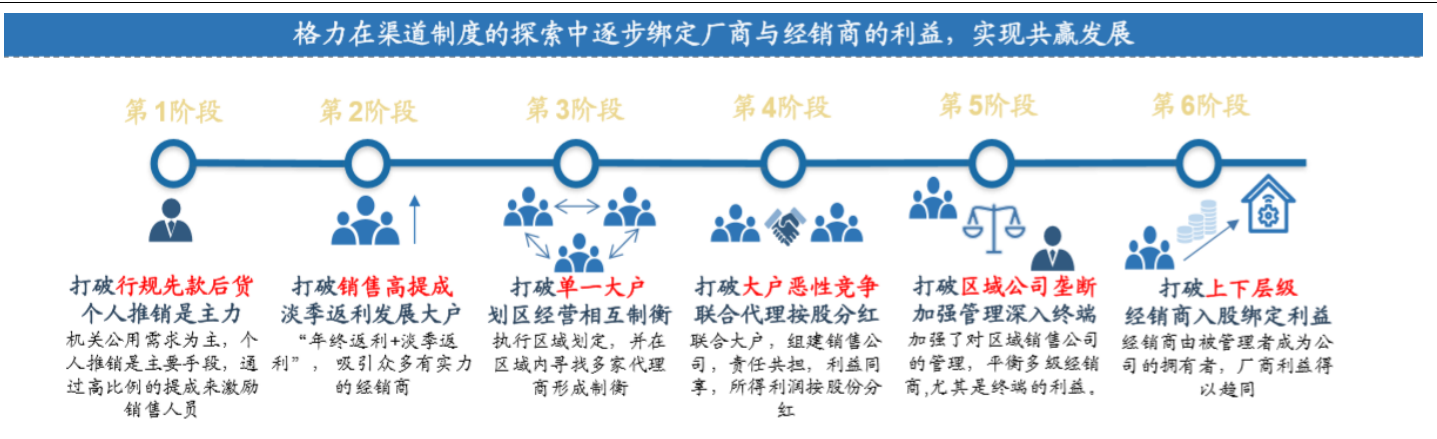 格力在渠道制度的探索中逐步绑定厂商与经销商的利益，实现共赢发展
第1阶段
打破行规先款后货
个人推销是主力
机关公用需求为主，个
人推销是主要手段，通
过高比例的提成来激励
销售人员
第2阶段
打破销售高提成
淡季返利发展大户
“年终返利+淡季返
利”，吸引众多有实力
的经销商
第3阶段
打破单一大户
划区经营相互制衡
执行区域划定，并在
区域内寻找多家代理
商形成制衡
第4阶段
打破大户恶性竞争
联合代理按股分红
联合大户，组建销售公
司，责任共担，利益同
享，所得利润按股份分
红
第5阶段
打破区域公司垄断
加强管理深入终端
加强了对区域销售公司
的管理，平衡多级经销
商,尤其是终端的利益。
第6阶段
打破上下层级
经销商入股绑定利益
经销商由被管理者成为公
司的拥有者，厂商利益得
以趋同